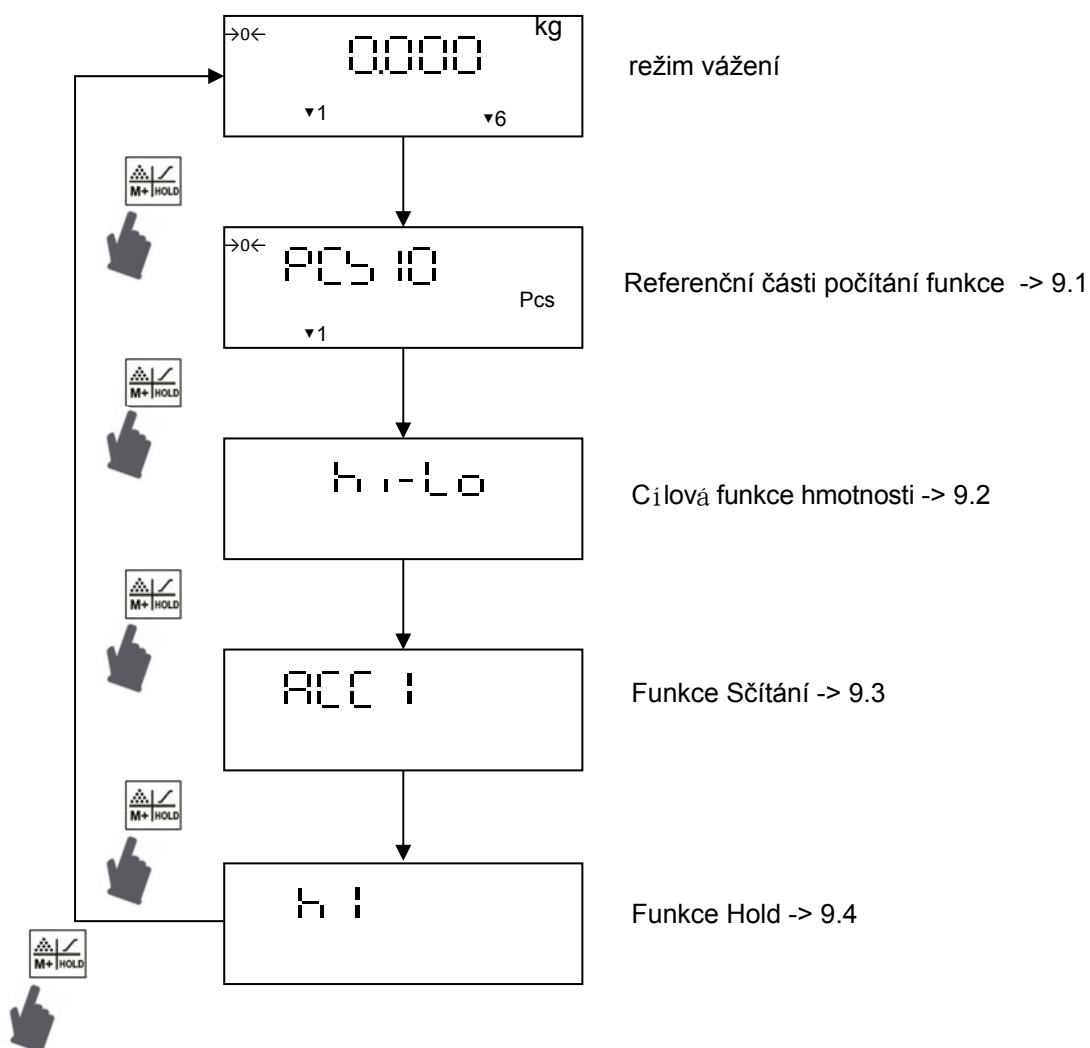 →0← kg
0.000
▼1 ▼6
režim vážení
M+ HOLD
→0←
PCS 10
Pcs
▼1
Referenční části počítání funkce -> 9.1
M+ HOLD
hi-Lo
Cílová funkce hmotnosti -> 9.2
M+ HOLD
ACC 1
Funkce Sčítání -> 9.3
M+ HOLD
h 1
Funkce Hold -> 9.4
M+ HOLD